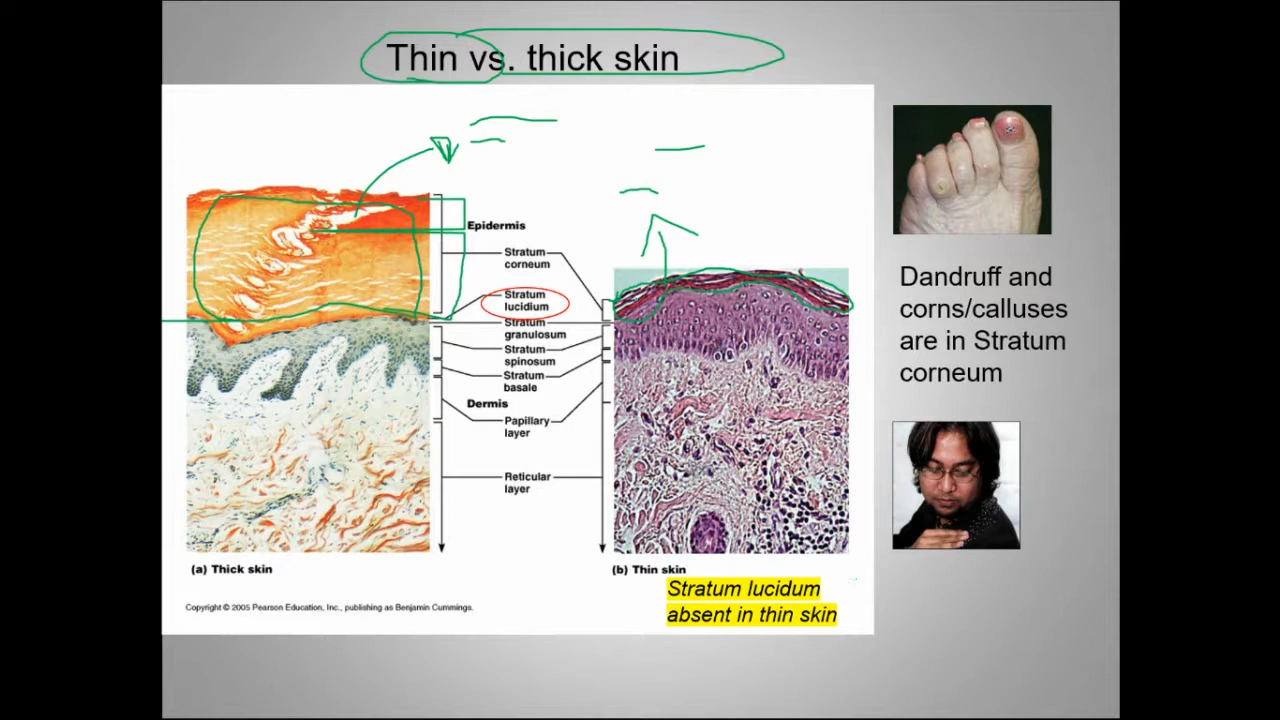 Thin vs. thick skin
Epidermis
Stratum
corneum
Stratum
lucidium
Stratum
granulosum
Stratum
spinosum
Stratum
basale
Dermis
Papillary
layer
Reticular
layer
(a) Thick skin
(b) Thin skin
Stratum lucidum
absent in thin skin
Copyright © 2005 Pearson Education, Inc., publishing as Benjamin Cummings.
Dandruff and
corns/calluses
are in Stratum
corneum